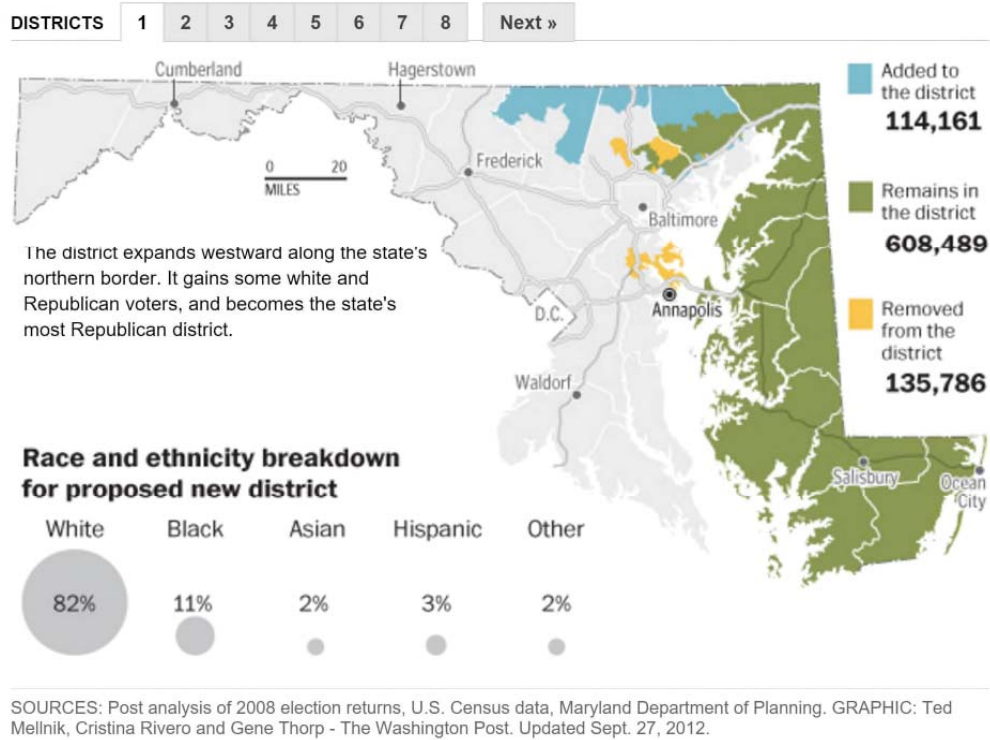 DISTRICTS 1 2 3 4 5 6 7 8 Next »
Cumberland
Hagerstown
Added to
the district
114,161
0 20
MILES
Frederick
Baltimore
Remains in
the district
608,489
The district expands westward along the state's
northern border. It gains some white and
Republican voters, and becomes the state's
most Republican district.
D.C.
Annapolis
Removed
from the
district
135,786
Waldorf
Salisbury
Ocean
City
Race and ethnicity breakdown
for proposed new district
White Black Asian Hispanic Other
82% 11% 2% 3% 2%
SOURCES: Post analysis of 2008 election returns, U.S. Census data, Maryland Department of Planning. GRAPHIC: Ted
Mellnik, Cristina Rivero and Gene Thorp - The Washington Post. Updated Sept. 27, 2012.